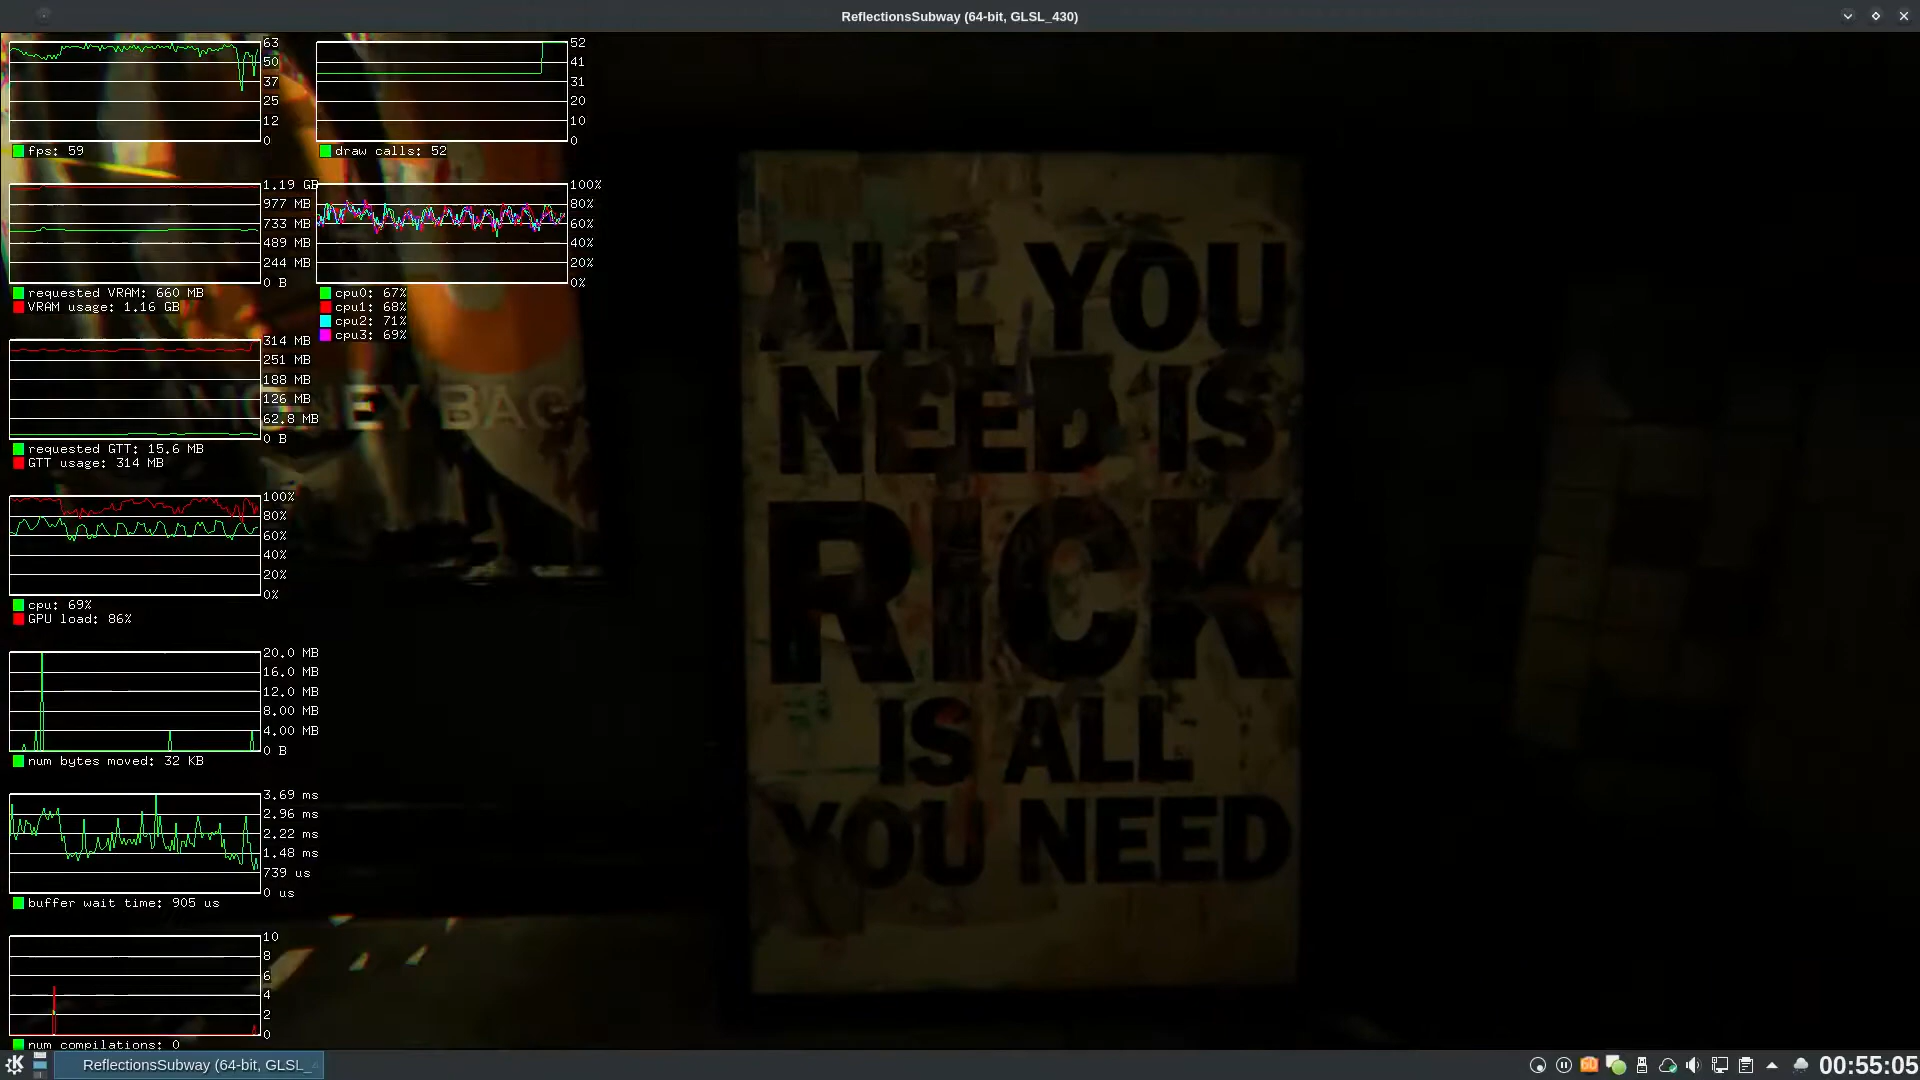 ReflectionsSubway (64-bit, GLSL_430)
63
50
37
25
12
0
fps: 59
52
41
31
20
10
0
draw calls: 52
1.19 GB
977 MB
733 MB
489 MB
244 MB
0 B
requested VRAM: 660 MB
VRAM usage: 1.16 GB
100%
80%
60%
40%
20%
0%
cpu0: 67%
cpu1: 68%
cpu2: 71%
cpu3: 69%
314 MB
251 MB
188 MB
126 MB
62.8 MB
0 B
requested GTT: 15.6 MB
GTT usage: 314 MB
MONEY BAG
100%
80%
60%
40%
20%
0%
cpu: 69%
GPU load: 86%
20.0 MB
16.0 MB
12.0 MB
8.00 MB
4.00 MB
0 B
num bytes moved: 32 KB
3.69 ms
2.96 ms
2.22 ms
1.48 ms
739 us
0 us
buffer wait time: 905 us
10
8
6
4
2
0
num compilations: 0
ALL YOU
NEED IS
RICK
IS ALL
YOU NEED
ReflectionsSubway (64-bit, GLSL_
60
00:55:05